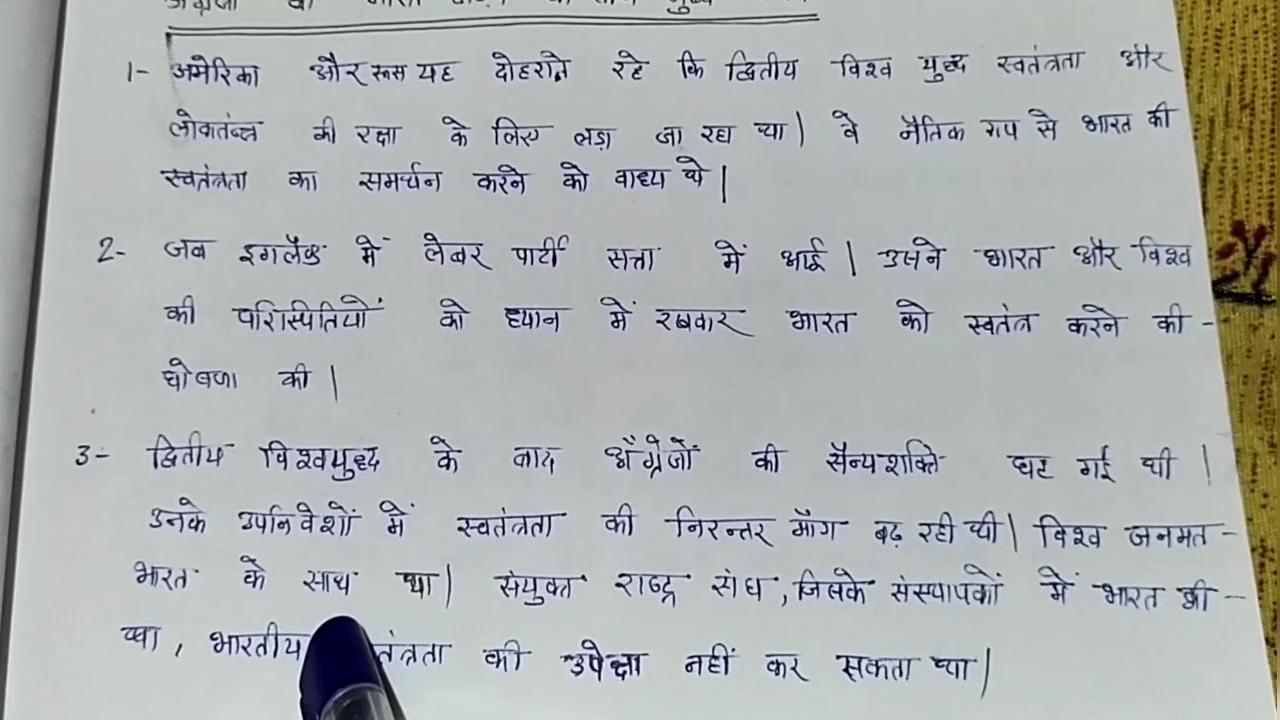 भारत
1- अमेरिका और रूस यह दोहराते रहे कि द्वितीय विश्व युद्ध स्वतंत्रता और
लोकतंत्र की रक्षा के लिए लड़ा जा रहा था। वे नैतिक रूप से भारत की
स्वतंत्रता का समर्थन करने को बाध्य थे।
2- जब इंगलैंड में लेबर पार्टी सत्ता में आई। उसने भारत और विश्व
की परिस्थितियों को ध्यान में रखकर भारत को स्वतंत्र करने की -
घोषणा की।
3- द्वितीय विश्वयुद्ध के बाद अँग्रेजों की सैन्यशक्ति घट गई थी।
उनके उपनिवेशों में स्वतंत्रता की निरन्तर माँग बढ़ रही थी। विश्व जनमत -
भारत के साथ था। संयुक्त राष्ट्र संघ, जिसके संस्थापकों में भारत भी -
था, भारतीय तंत्रता की उपेक्षा नहीं कर सकता था।